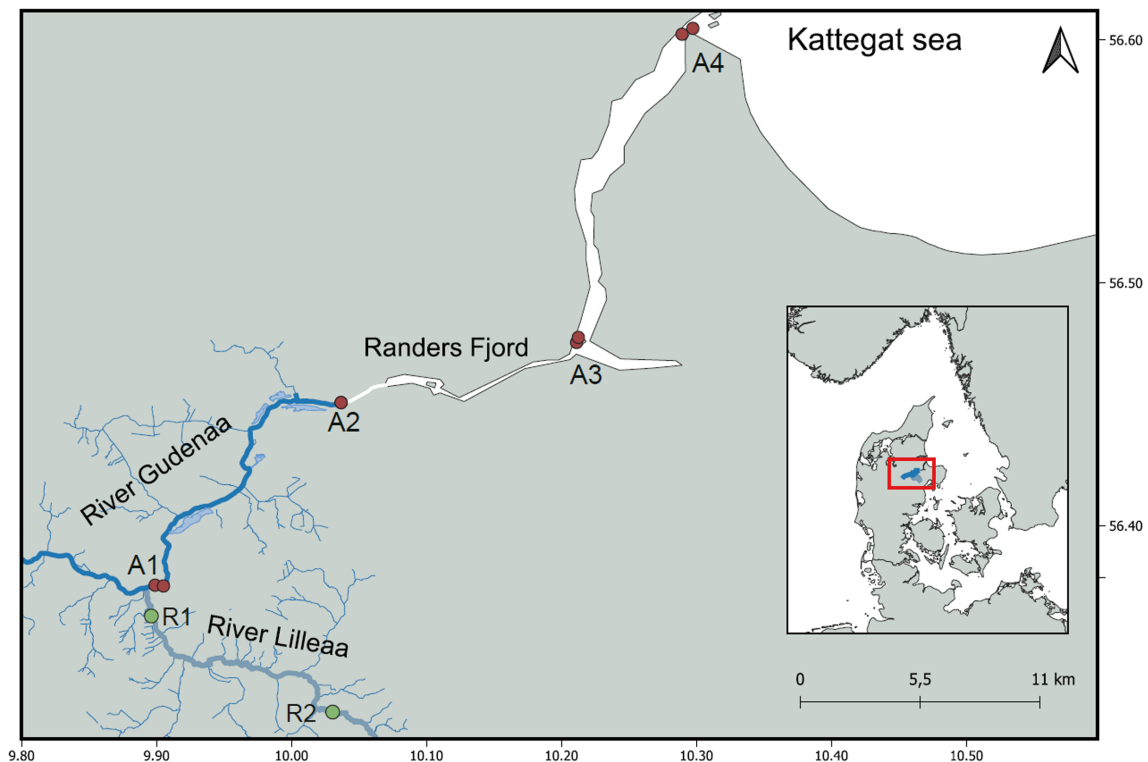 Kattegat sea
56.60
A4
56.50
Randers Fjord
A3
A2
River Gudenaa
56.40
A1
R1
River Lilleaa
0 5,5 11 km
R2
9.80 9.90 10.00 10.10 10.20 10.30 10.40 10.50